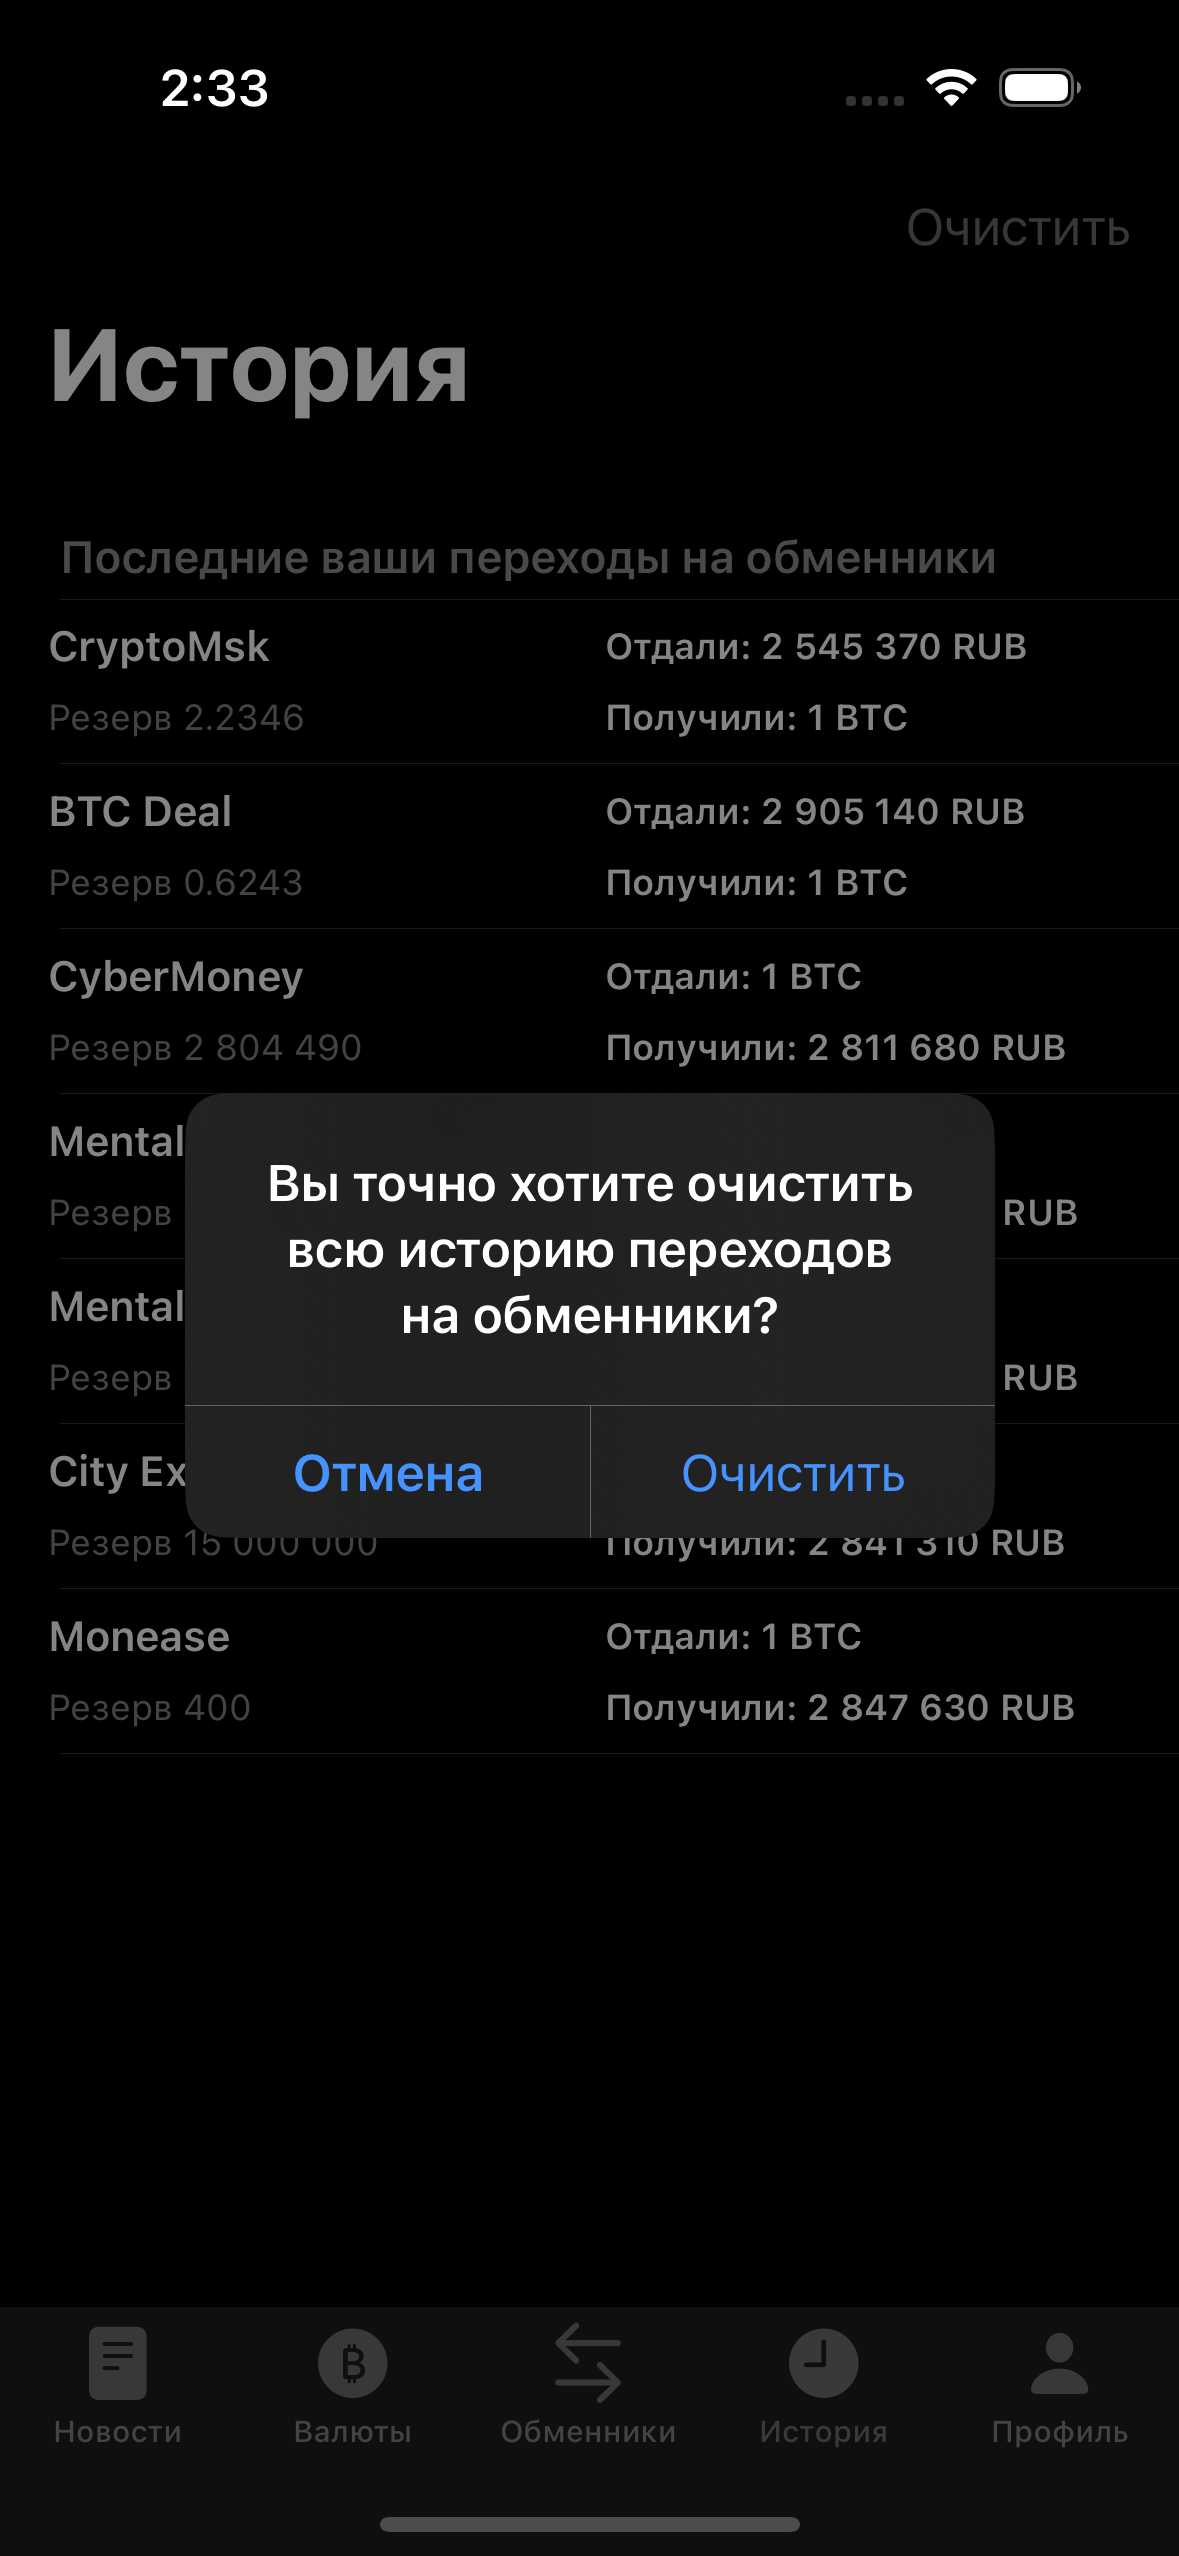 2:33
Очистить
История
Последние ваши переходы на обменники
CryptoMsk
Отдали: 2 545 370 RUB
Резерв 2.2346
Получили: 1 BTC
BTC Deal
Отдали: 2 905 140 RUB
Резерв 0.6243
Получили: 1 BTC
CyberMoney
Отдали: 1 BTC
Резерв 2 804 490
Получили: 2 811 680 RUB
Mental
Резерв
RUB
Mental
Резерв
RUB
City Ex
Резерв 15 000 000
Получили: 2 841 310 RUB
Вы точно хотите очистить
всю историю переходов
на обменники?
Отмена
Очистить
Monease
Отдали: 1 BTC
Резерв 400
Получили: 2 847 630 RUB
Новости
Валюты
Обменники
История
Профиль